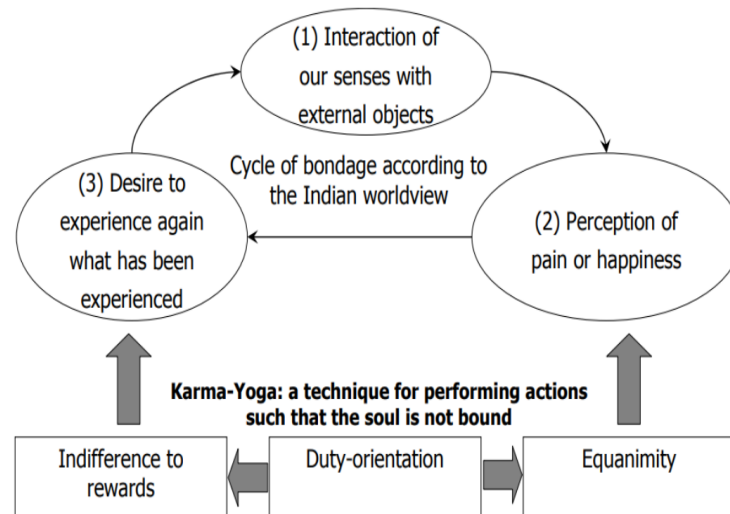 (1) Interaction of
our senses with
external objects
Cycle of bondage according to
the Indian worldview
(3) Desire to
experience again
what has been
experienced
(2) Perception of
pain or happiness
Karma-Yoga: a technique for performing actions
such that the soul is not bound
Indifference to
rewards
Duty-orientation
Equanimity